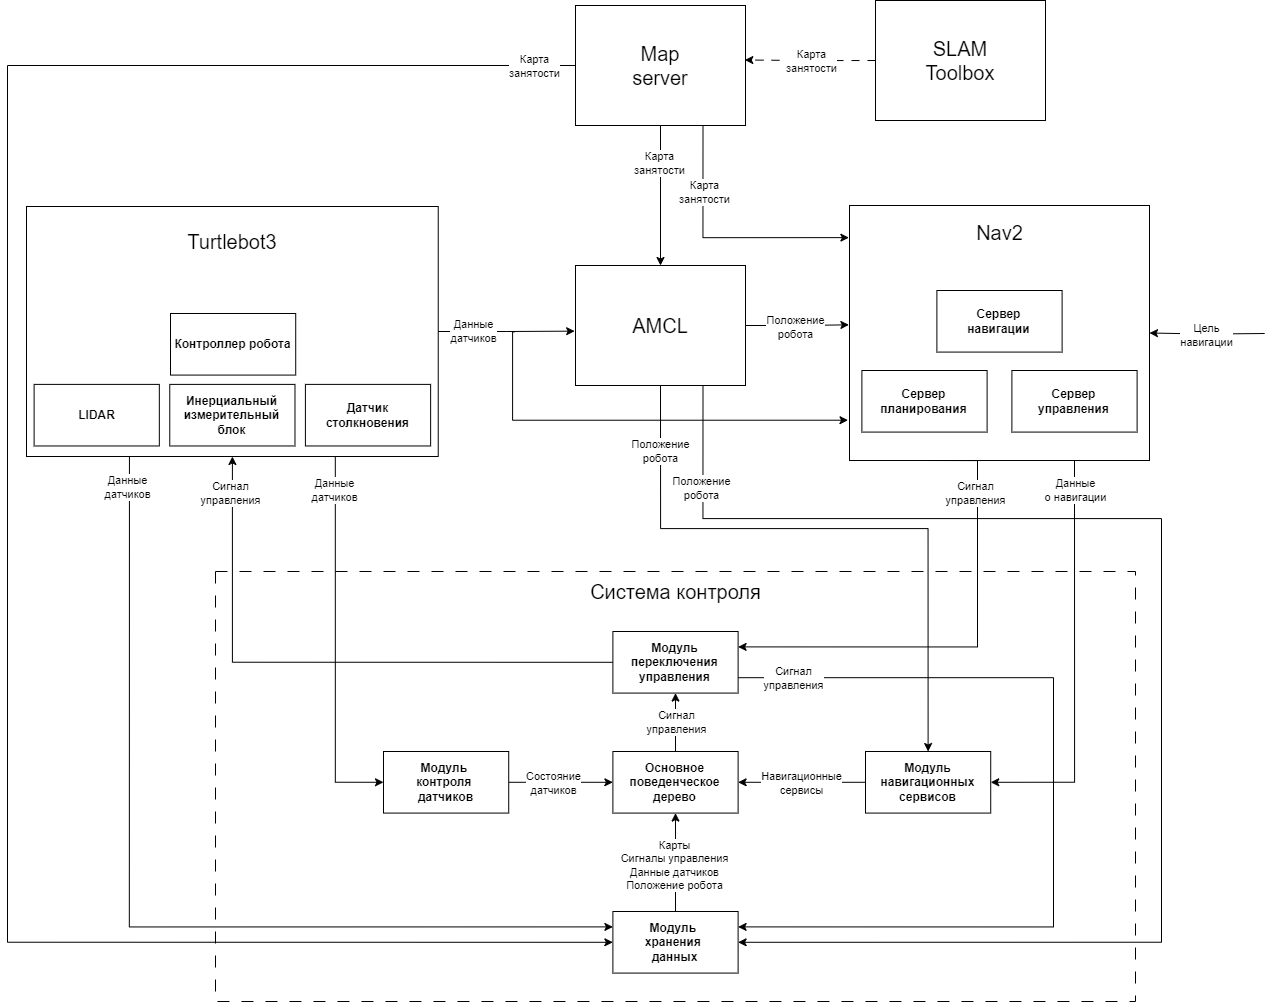 Map
server
SLAM
Toolbox
Карта
занятости
Карта
занятости
Карта
занятости
Карта
занятости
Turtlebot3
Контроллер робота
LIDAR
Инерциальный
измерительный
блок
Датчик
столкновения
Данные
датчиков
AMCL
Положение
робота
Nav2
Сервер
навигации
Сервер
планирования
Сервер
управления
Цель
навигации
Данные
датчиков
Сигнал
управления
Данные
датчиков
Положение
робота
Положение
робота
Сигнал
управления
Данные
о навигации
Система контроля
Модуль
переключения
управления
Сигнал
управления
Сигнал
управления
Модуль
контроля
датчиков
Состояние
датчиков
Основное
поведенческое
дерево
Навигационные
сервисы
Модуль
навигационных
сервисов
Карты
Сигналы управления
Данные датчиков
Положение робота
Модуль
хранения
данных